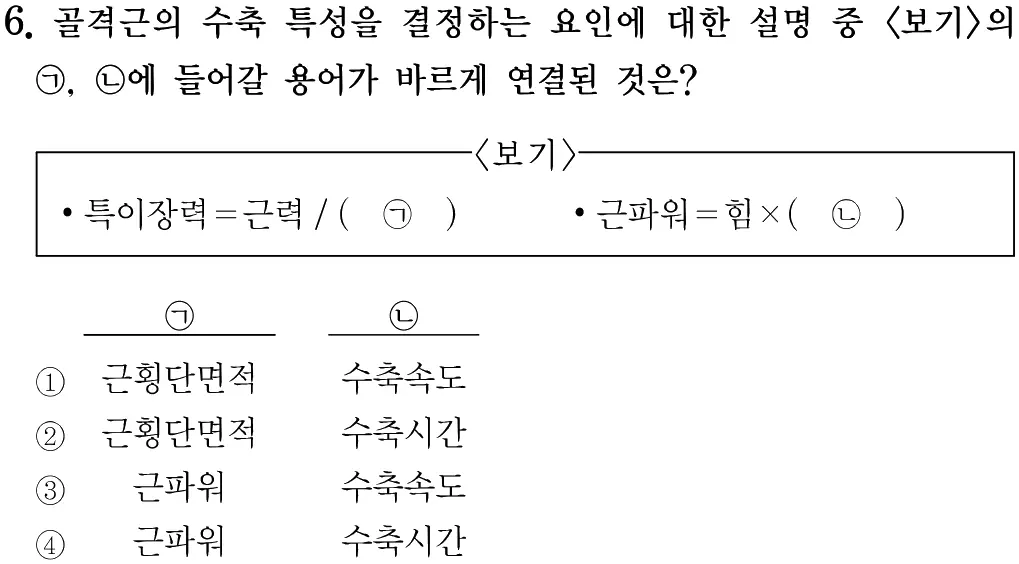 6. 골격근의 수축 특성을 결정하는 요인에 대한 설명 중 〈보기〉의
㉠, ㉡에 들어갈 용어가 바르게 연결된 것은?
〈보기〉
• 특이장력=근력 / ( ㉠ ) • 근파워=힘×( ㉡ )
㉠ ㉡
① 근횡단면적 수축속도
② 근횡단면적 수축시간
③ 근파워 수축속도
④ 근파워 수축시간